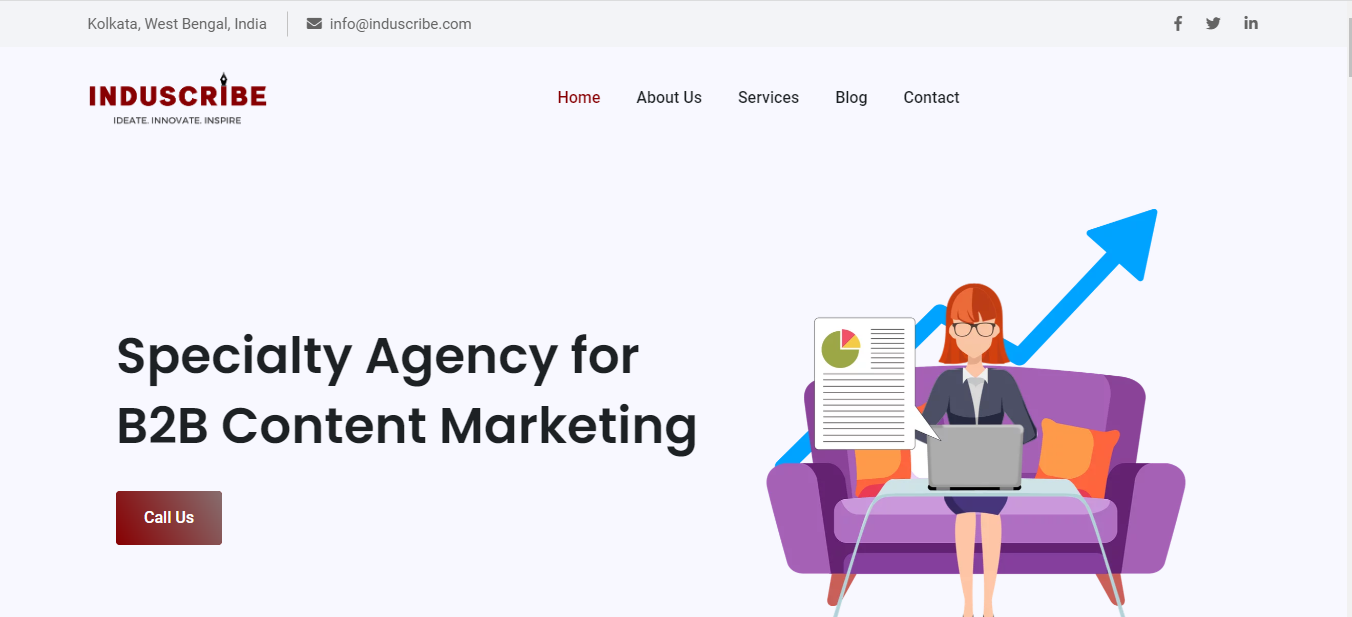 Kolkata, West Bengal, India
info@induscribe.com
INDUSCRIBE
IDEATE. INNOVATE. INSPIRE
Home
About Us
Services
Blog
Contact
Specialty Agency for
B2B Content Marketing
Call Us